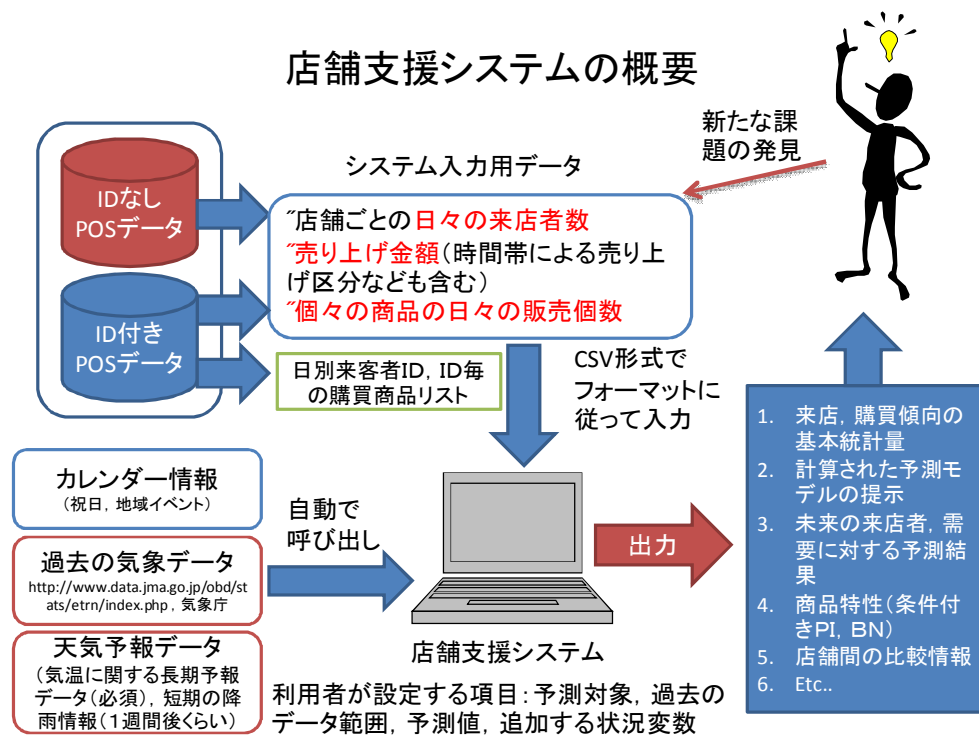 店舗支援システムの概要
新たな課
題の発見
システム入力用データ
IDなし
POSデータ
ID付き
POSデータ
˝店舗ごとの日々の来店者数
˝売り上げ金額(時間帯による売り上
げ区分なども含む)
˝個々の商品の日々の販売個数
日別来客者ID, ID毎
の購買商品リスト
CSV形式で
フォーマットに
従って入力
カレンダー情報
(祝日, 地域イベント)
過去の気象データ
http://www.data.jma.go.jp/obd/st
ats/etrn/index.php , 気象庁
天気予報データ
(気温に関する長期予報
データ(必須), 短期の降
雨情報(1週間後くらい)
自動で
呼び出し
出力
店舗支援システム
利用者が設定する項目:予測対象, 過去の
データ範囲, 予測値, 追加する状況変数
1. 来店, 購買傾向の
基本統計量
2. 計算された予測モ
デルの提示
3. 未来の来店者, 需
要に対する予測結
果
4. 商品特性(条件付
きPI, BN)
5. 店舗間の比較情報
6. Etc..